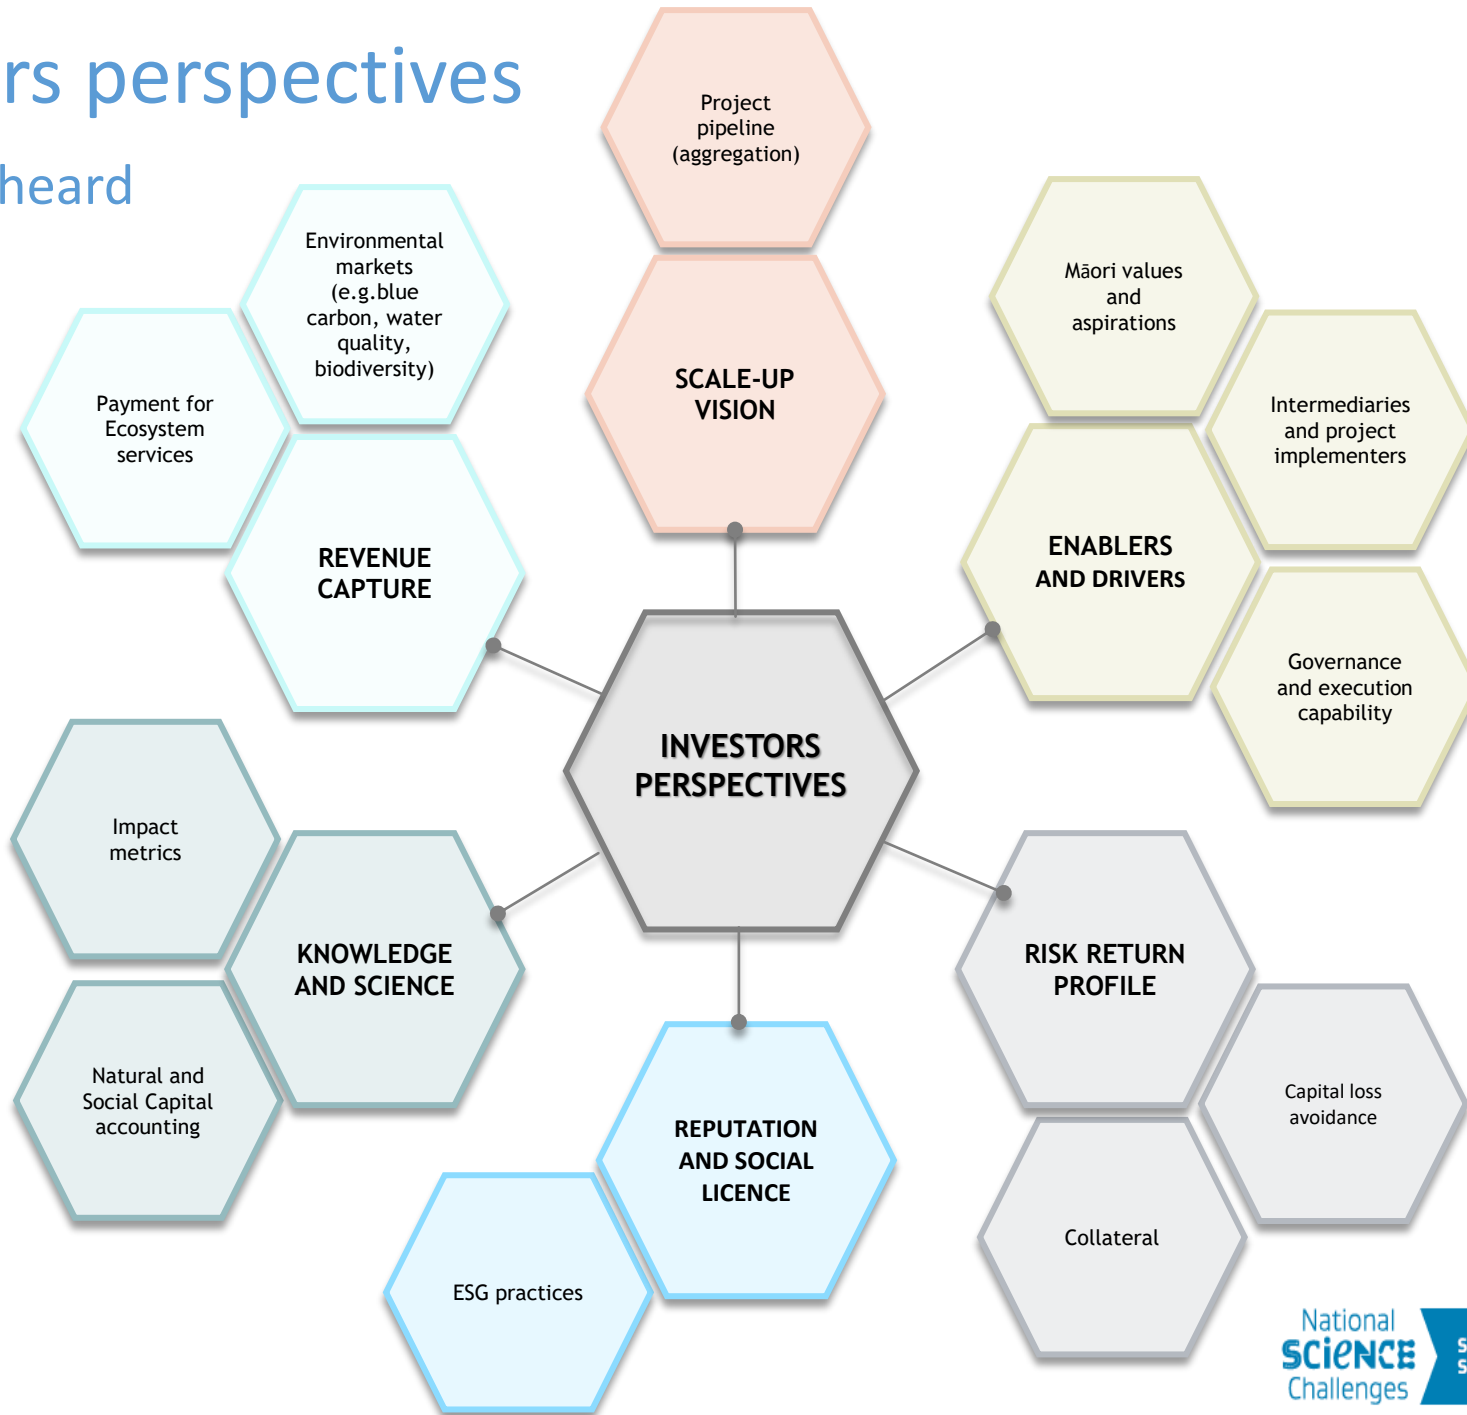 rs perspectives
heard
Project
pipeline
(aggregation)
SCALE-UP
VISION
Environmental
markets
(e.g.blue
carbon, water
quality,
biodiversity)
Payment for
Ecosystem
services
REVENUE
CAPTURE
Māori values
and
aspirations
Intermediaries
and project
implementers
ENABLERS
AND DRIVERS
Governance
and execution
capability
INVESTORS
PERSPECTIVES
Impact
metrics
KNOWLEDGE
AND SCIENCE
Natural and
Social Capital
accounting
RISK RETURN
PROFILE
Capital loss
avoidance
Collateral
REPUTATION
AND SOCIAL
LICENCE
ESG practices
National
SCiENCE
Challenges
S
S